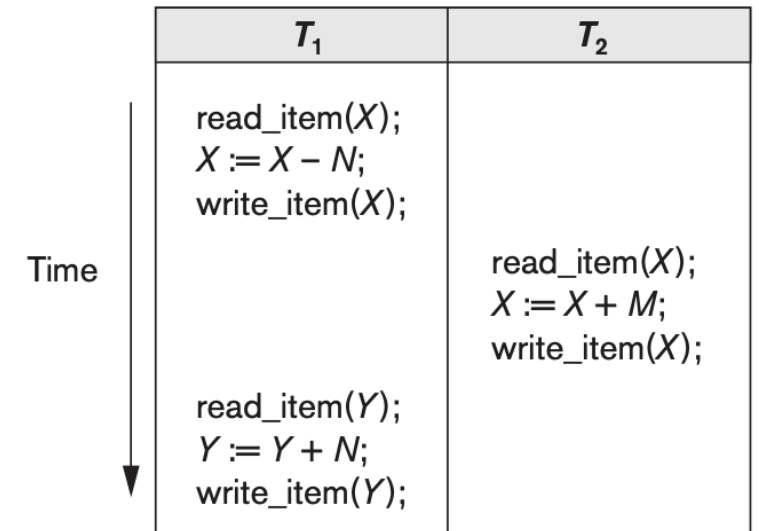 T₁ T₂
read_item(X);
X := X – N;
write_item(X);
Time
read_item(X);
X := X + M;
write_item(X);
read_item(Y);
Y := Y + N;
write_item(Y);